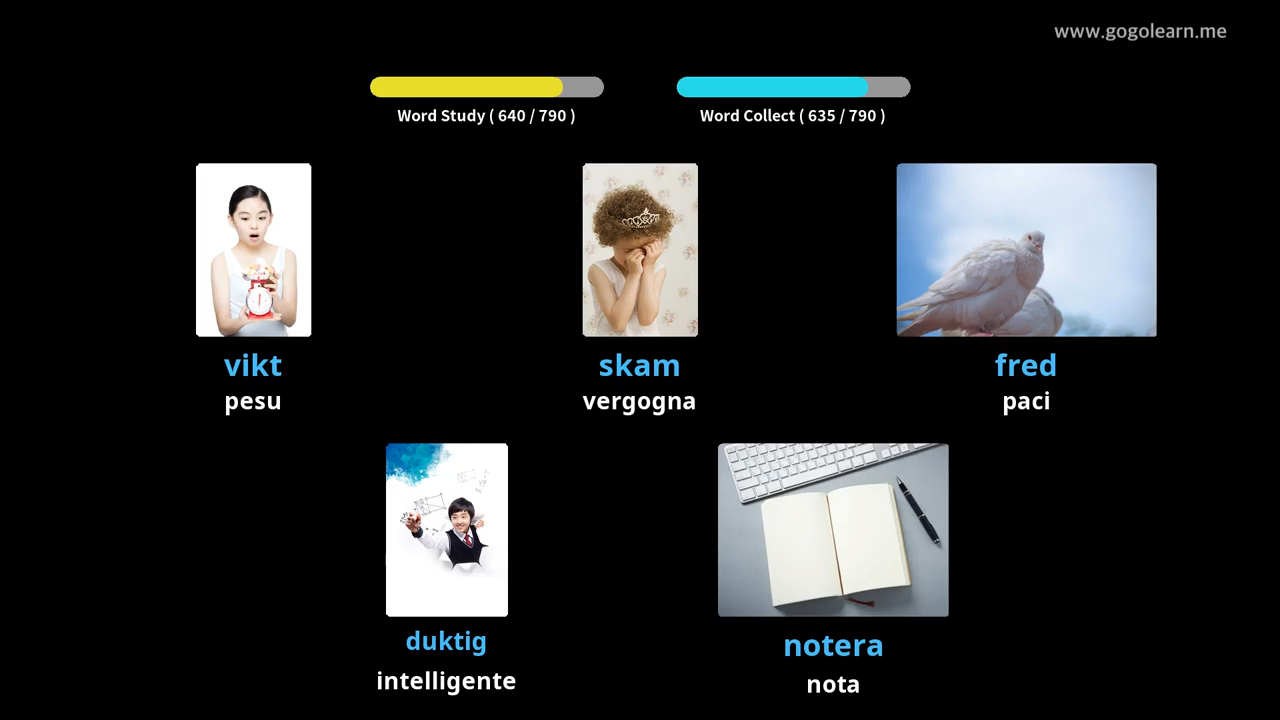 www.gogolearn.me
Word Study ( 640 / 790 )
Word Collect ( 635 / 790 )
vikt
pesu
skam
vergogna
fred
paci
duktig
intelligente
notera
nota